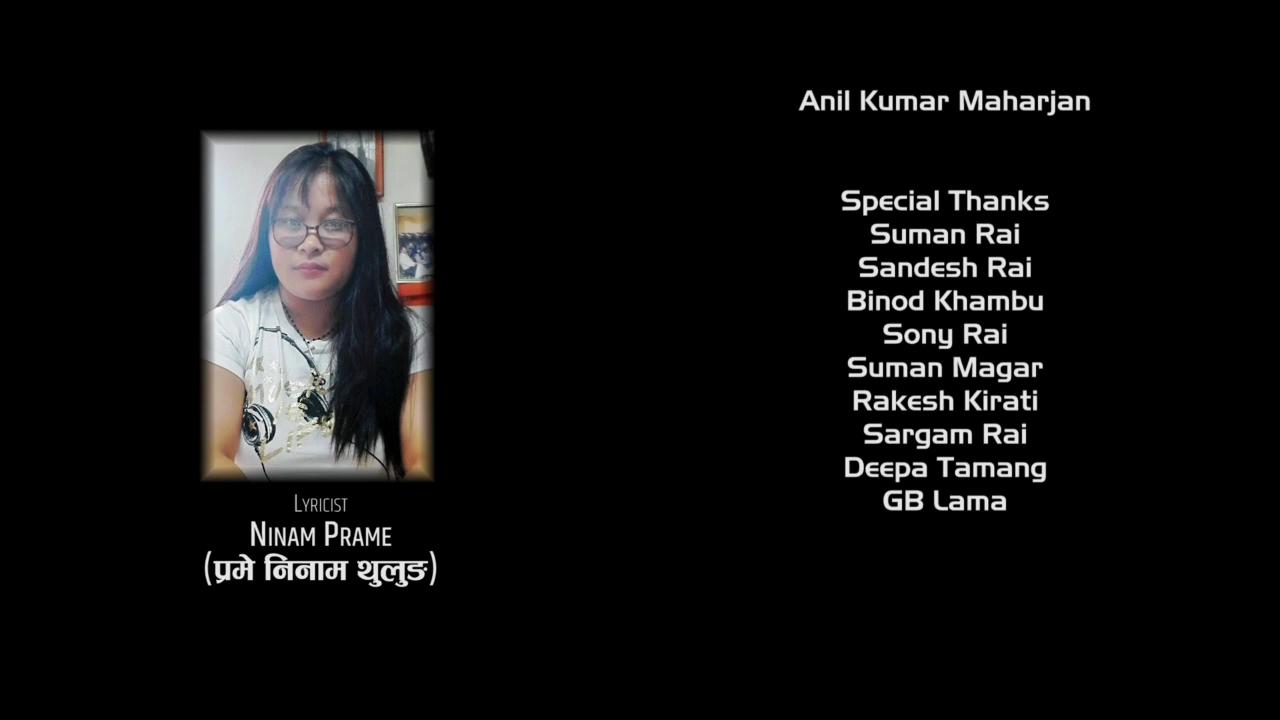 Lyricist
Ninam Prame
(प्रमे निनाम थुलुङ)
Anil Kumar Maharjan
Special Thanks
Suman Rai
Sandesh Rai
Binod Khambu
Sony Rai
Suman Magar
Rakesh Kirati
Sargam Rai
Deepa Tamang
GB Lama